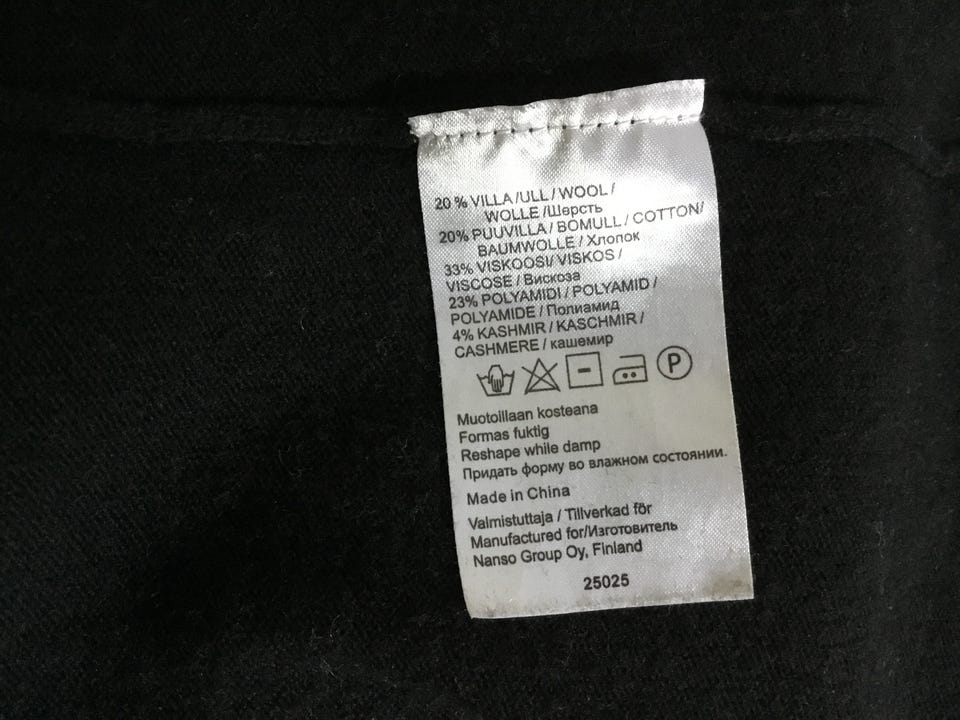 20 % VILLA /ULL / WOOL /
WOLLE /Шерсть
20% PUUVILLA / BOMULL / COTTON/
BAUMWOLLE / Хлопок
33% VISKOOSI/ VISKOS /
VISCOSE / Вискоза
23% POLYAMIDI / POLYAMID /
POLYAMIDE / Полиамид
4% KASHMIR / KASCHMIR /
CASHMERE / кашемир
P
Muotoillaan kosteana
Formas fuktig
Reshape while damp
Придать форму во влажном состоянии.
Made in China
Valmistuttaja / Tillverkad för
Manufactured for/Изготовитель
Nanso Group Oy, Finland
25025